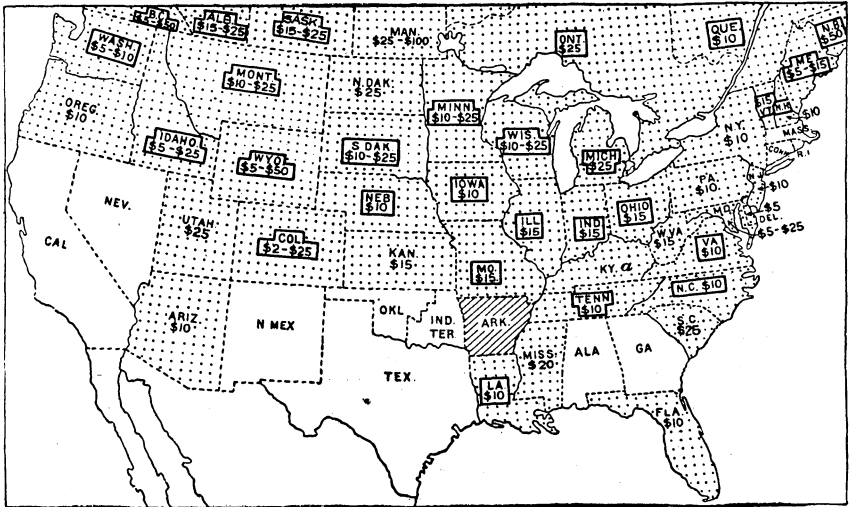 B.C.
ALB.
$15-$25
SASK.
$15-$25
MAN.
$25-$100
ONT
$25
QUE
$10
N.B.
$50
WASH.
$5-$10
MONT
$10-$25
N.DAK.
$25
MINN
$10-$25
ME.
$5-$15
OREG.
$10
IDAHO
$5-$25
WYO
$5-$50
S.DAK
$10-$25
WIS.
$10-$25
MICH
$25
N.Y.
$10
$15
VT.
N.H.
$10
MASS.
CONN.
R.I.
NEV.
CAL
UTAH
$25
COL
$2-$25
NEB
$10
IOWA
$10
ILL
$15
IND
$15
OHIO
$15
PA.
$10
N.J.
$10
$5
DEL.
M.D.
$5-$25
W.VA
$15
VA
$10
KAN.
$15
MO.
$15
KY. a
N.C. $10
TENN
$10
S.C.
$25
ARIZ.
$10
N MEX
OKL
IND.
TER.
ARK.
MISS.
$20
ALA
GA
TEX.
LA
$10
FLA.
$10